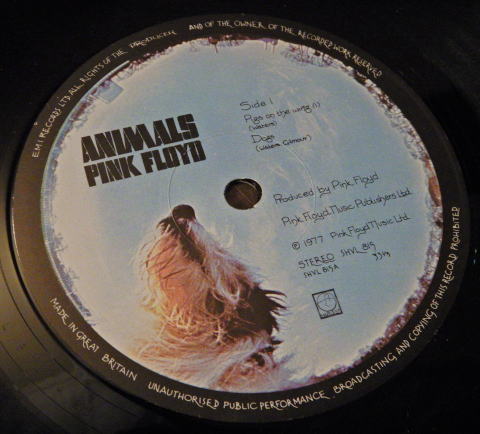 E.M.I RECORDS LTD. ALL RIGHTS OF THE PRODUCER AND OF THE OWNER OF THE RECORDED WORK RESERVED
ANIMALS
PINK FLOYD
Side 1
Pigs on the wing (1)
(Waters)
Dogs
(Waters Gilmour)
Produced by Pink Floyd
Pink Floyd Music Publishers Ltd.
© 1977 Pink Floyd Music Ltd.
STEREO SHVL 815
SHVL 815A 33⅓
MADE IN GREAT BRITAIN UNAUTHORISED PUBLIC PERFORMANCE BROADCASTING AND COPYING OF THIS RECORD PROHIBITED